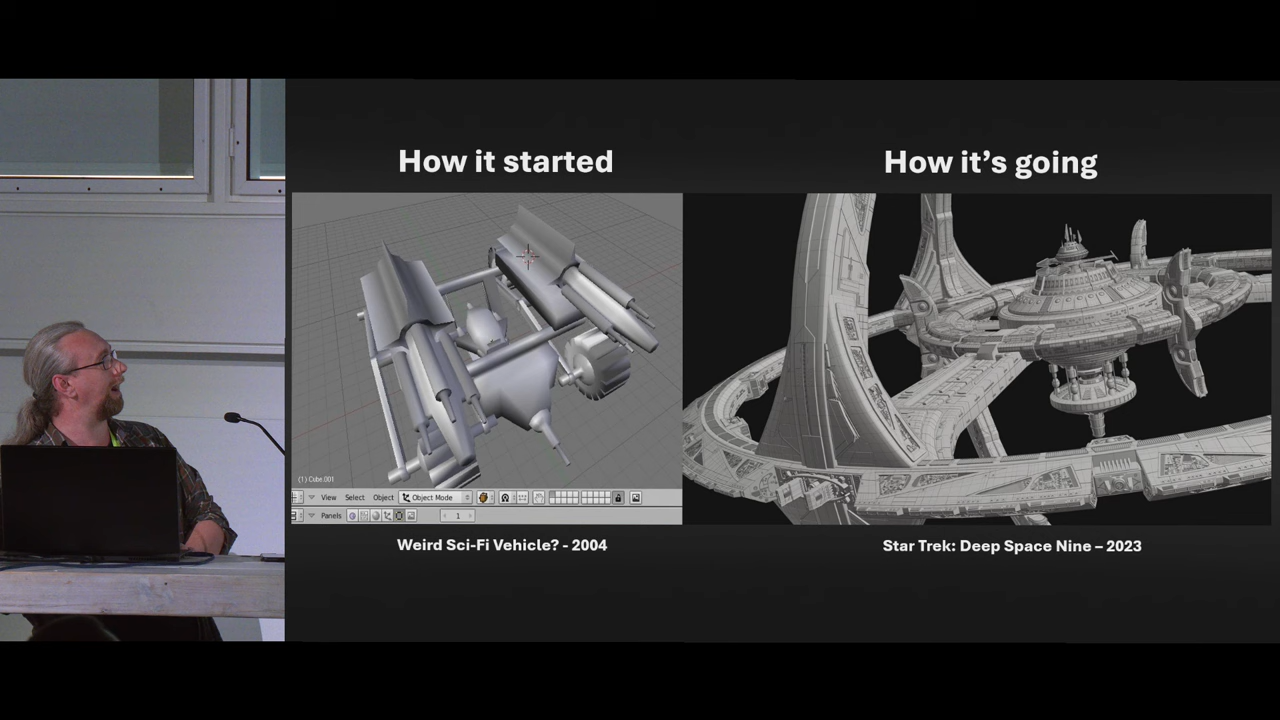 How it started
How it's going
(1) Cube.001
View Select Object Object Mode
Panels 1
Weird Sci-Fi Vehicle? - 2004
Star Trek: Deep Space Nine – 2023